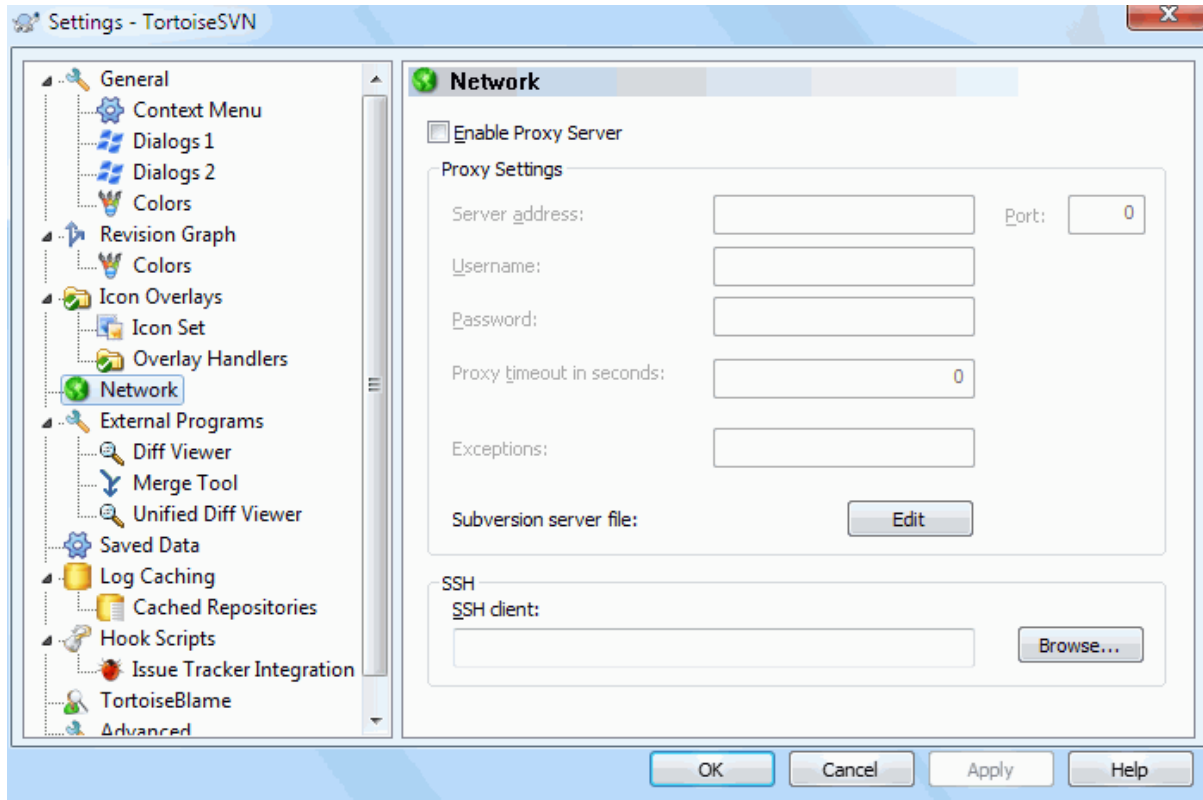 Settings - TortoiseSVN
General
Context Menu
Dialogs 1
Dialogs 2
Colors
Revision Graph
Colors
Icon Overlays
Icon Set
Overlay Handlers
Network
External Programs
Diff Viewer
Merge Tool
Unified Diff Viewer
Saved Data
Log Caching
Cached Repositories
Hook Scripts
Issue Tracker Integration
TortoiseBlame
Advanced
Network
Enable Proxy Server
Proxy Settings
Server address: Port: 0
Username:
Password:
Proxy timeout in seconds: 0
Exceptions:
Subversion server file: Edit
SSH
SSH client:
Browse...
OK Cancel Apply Help